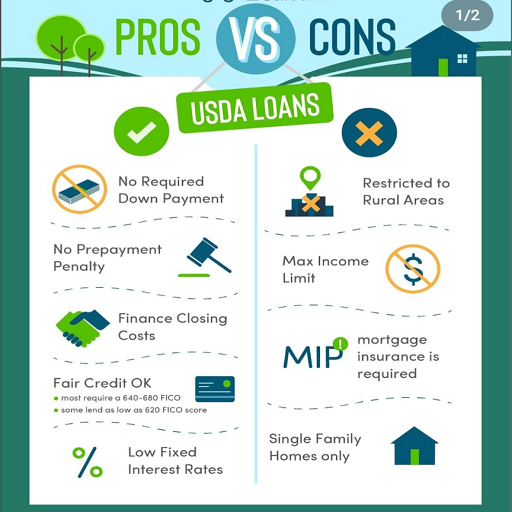 1/2
PROS VS CONS
USDA LOANS
No Required
Down Payment
No Prepayment
Penalty
Finance Closing
Costs
Fair Credit OK
• most require a 640-680 FICO
• some lend as low as 620 FICO score
%
Low Fixed
Interest Rates
Restricted to
Rural Areas
Max Income
Limit
$
MIP!
mortgage
insurance is
required
Single Family
Homes only